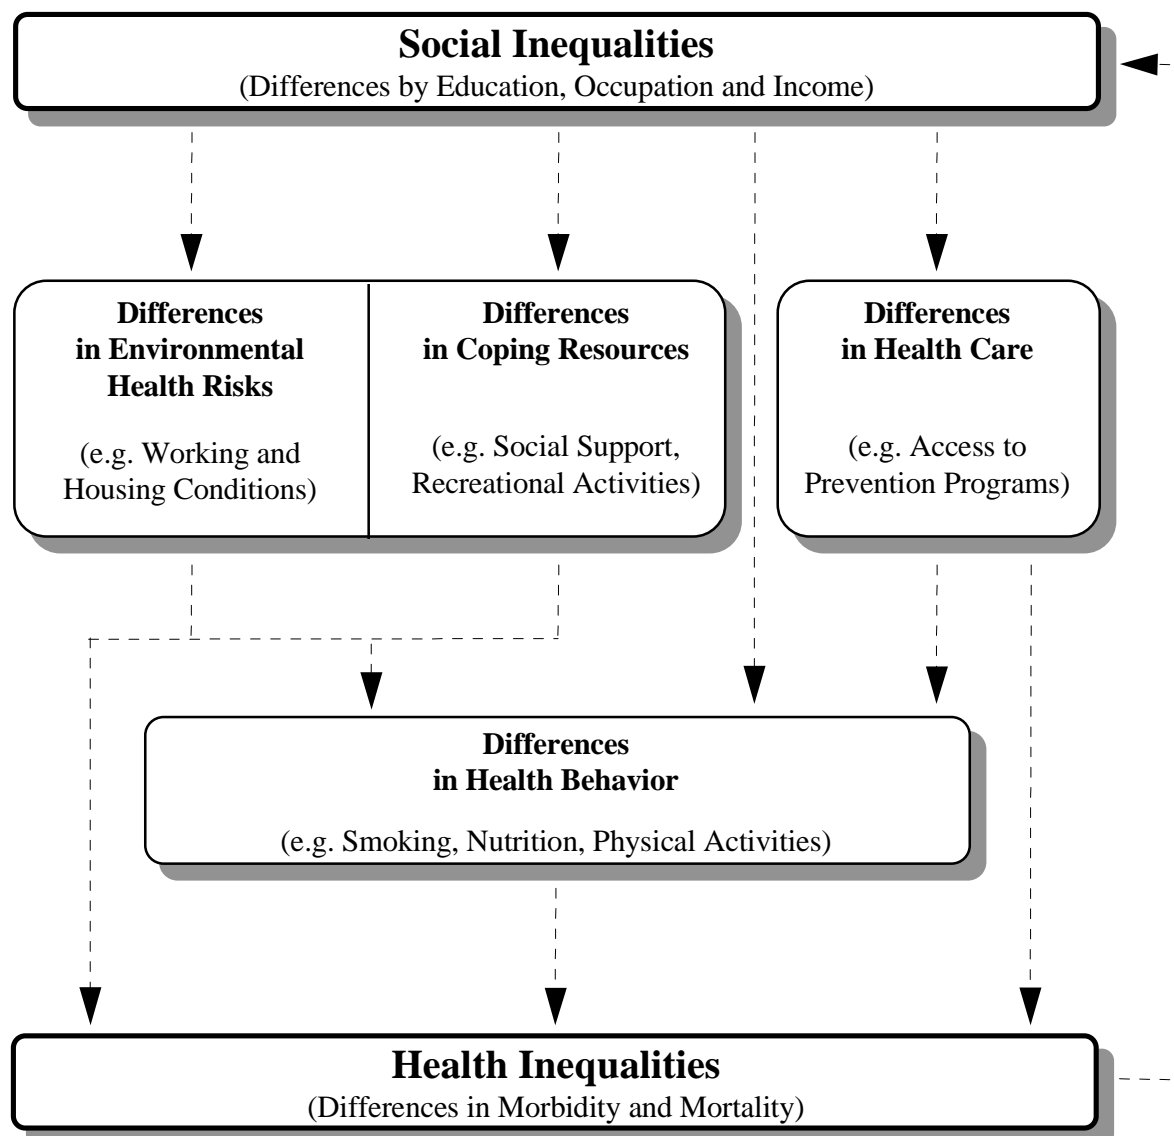 Social Inequalities
(Differences by Education, Occupation and Income)
Differences
in Environmental
Health Risks
(e.g. Working and
Housing Conditions)
Differences
in Coping Resources
(e.g. Social Support,
Recreational Activities)
Differences
in Health Care
(e.g. Access to
Prevention Programs)
Differences
in Health Behavior
(e.g. Smoking, Nutrition, Physical Activities)
Health Inequalities
(Differences in Morbidity and Mortality)